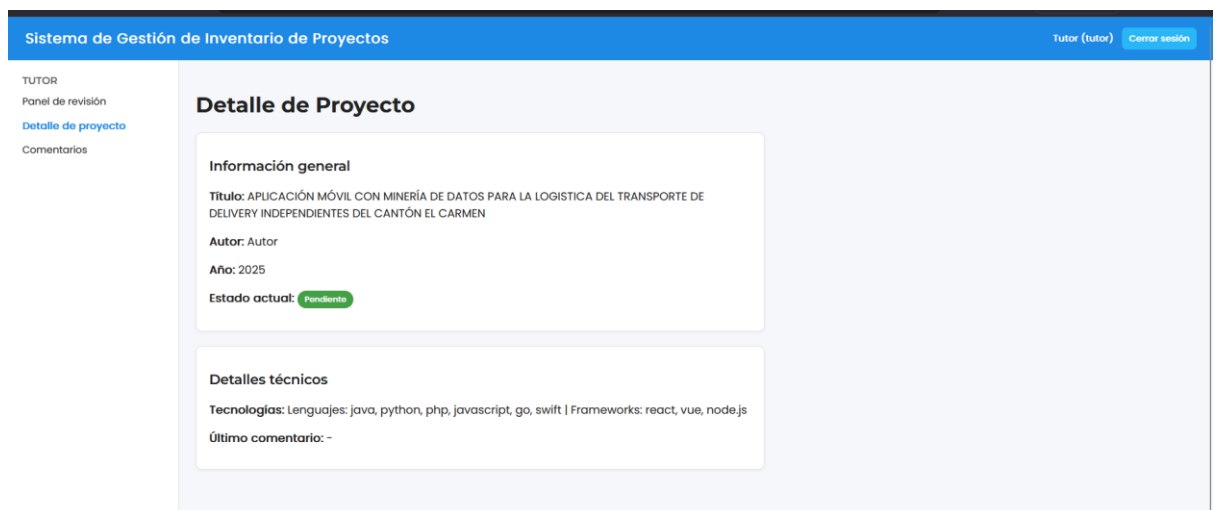 Sistema de Gestión de Inventario de Proyectos
Tutor (tutor)
Cerrar sesión
TUTOR
Panel de revisión
Detalle de proyecto
Comentarios
Detalle de Proyecto
Información general
Título: APLICACIÓN MÓVIL CON MINERÍA DE DATOS PARA LA LOGISTICA DEL TRANSPORTE DE
DELIVERY INDEPENDIENTES DEL CANTÓN EL CARMEN
Autor: Autor
Año: 2025
Estado actual: Pendiente
Detalles técnicos
Tecnologías: Lenguajes: java, python, php, javascript, go, swift | Frameworks: react, vue, node.js
Último comentario: -